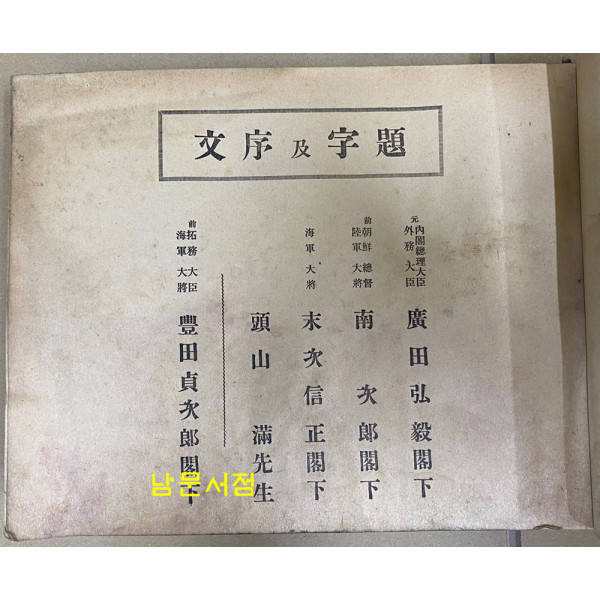 題字及序文
元 內閣總理大臣
外務大臣
廣田弘毅閣下
前 朝鮮總督
陸軍大將
南次郎閣下
海軍大將
末次信正閣下
頭山滿先生
前 拓務大臣
海軍大將
豐田貞次郎閣下
남문서점